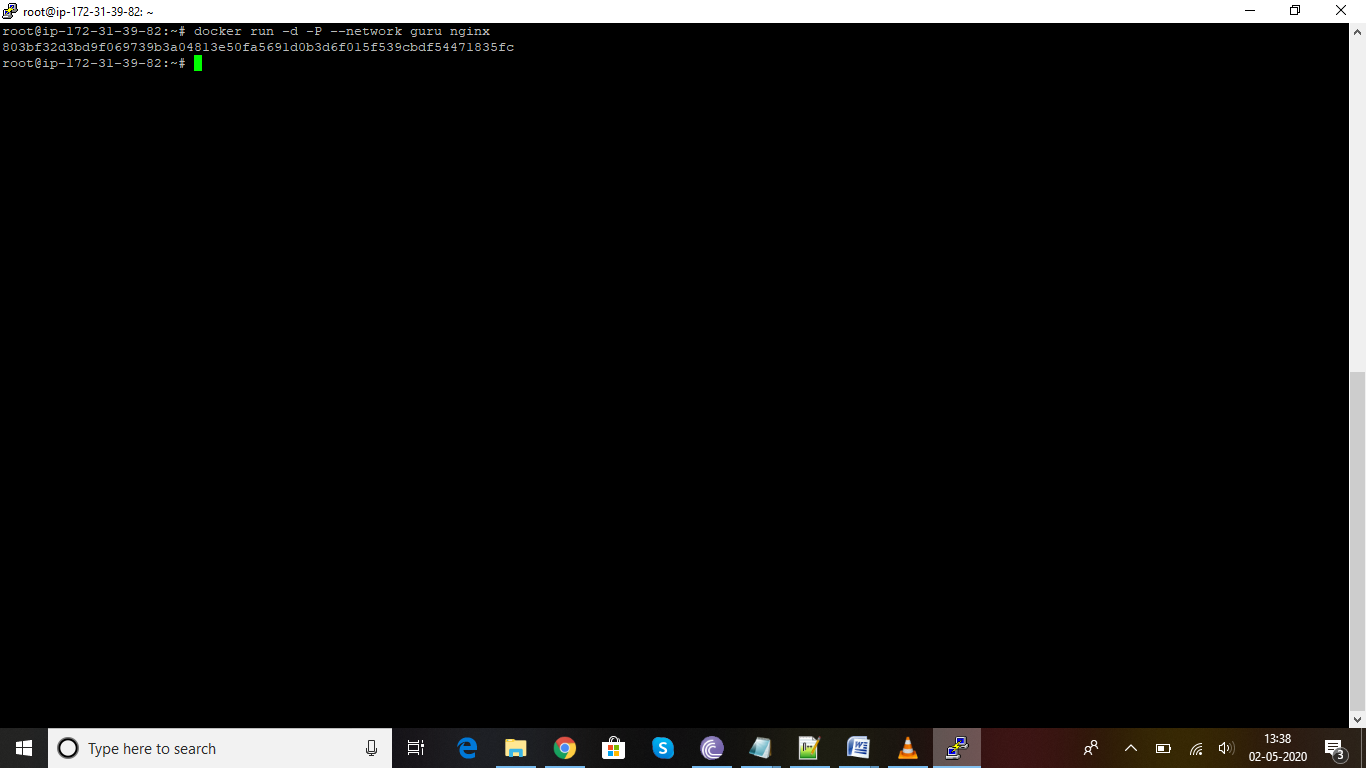 root@ip-172-31-39-82: ~
root@ip-172-31-39-82:~# docker run -d -P --network guru nginx
803bf32d3bd9f069739b3a04813e50fa5691d0b3d6f015f539cbdf54471835fc
root@ip-172-31-39-82:~#
Type here to search
13:38
02-05-2020
3